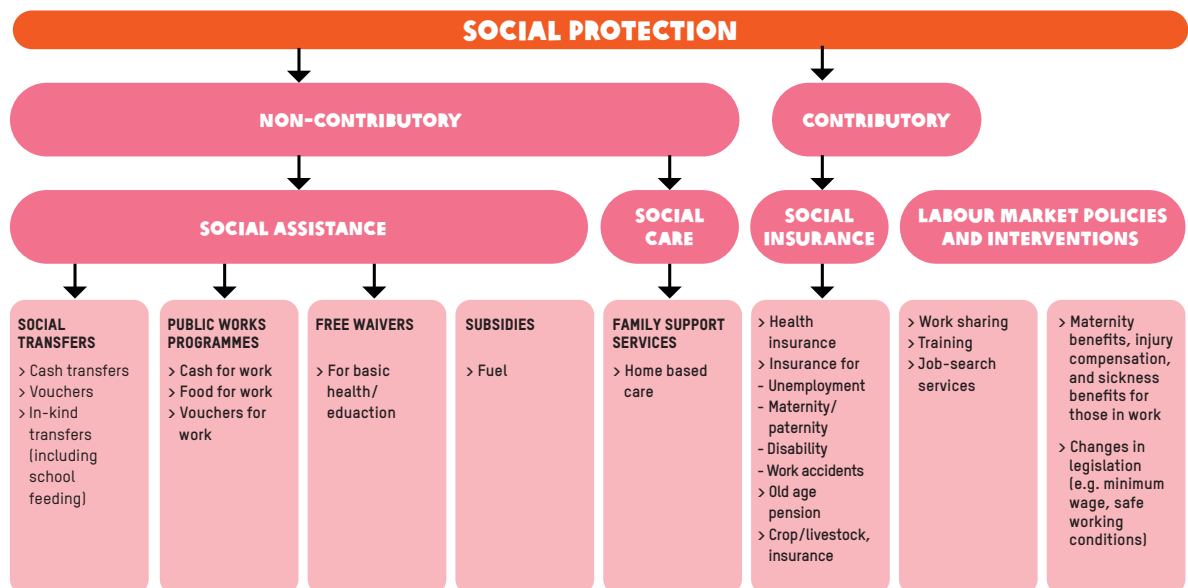 SOCIAL PROTECTION
NON-CONTRIBUTORY
CONTRIBUTORY
SOCIAL ASSISTANCE
SOCIAL
CARE
SOCIAL
INSURANCE
LABOUR MARKET POLICIES
AND INTERVENTIONS
SOCIAL
TRANSFERS
> Cash transfers
> Vouchers
> In-kind
transfers
(including
school
feeding)
PUBLIC WORKS
PROGRAMMES
> Cash for work
> Food for work
> Vouchers for
work
FREE WAIVERS
> For basic
health/
eduaction
SUBSIDIES
> Fuel
FAMILY SUPPORT
SERVICES
> Home based
care
> Health
insurance
> Insurance for
- Unemployment
- Maternity/
paternity
- Disability
- Work accidents
> Old age
pension
> Crop/livestock,
insurance
> Work sharing
> Training
> Job-search
services
> Maternity
benefits, injury
compensation,
and sickness
benefits for
those in work
> Changes in
legislation
(e.g. minimum
wage, safe
working
conditions)